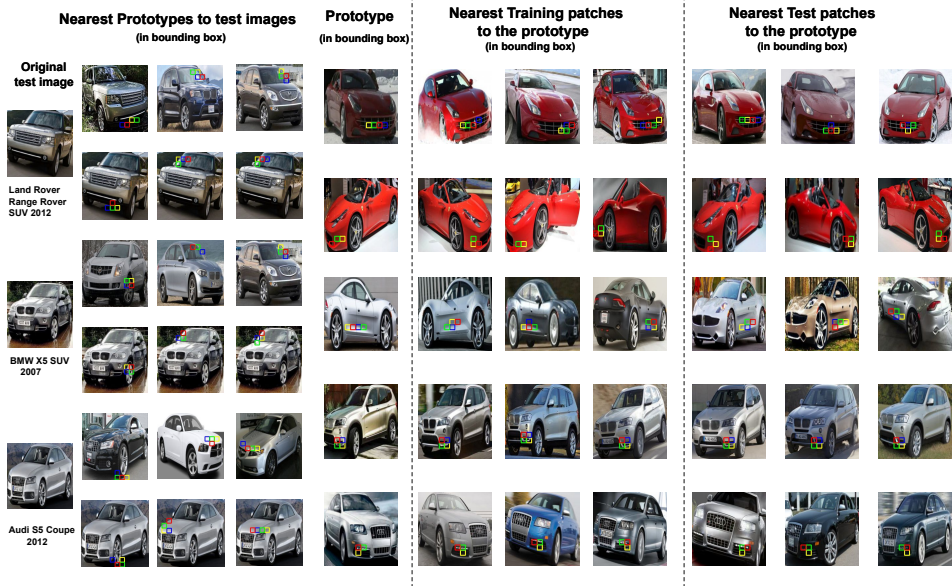 Nearest Prototypes to test images
(in bounding box)
Prototype
(in bounding box)
Nearest Training patches
to the prototype
(in bounding box)
Nearest Test patches
to the prototype
(in bounding box)
Original
test image
Land Rover
Range Rover
SUV 2012
BMW X5 SUV
2007
Audi S5 Coupe
2012